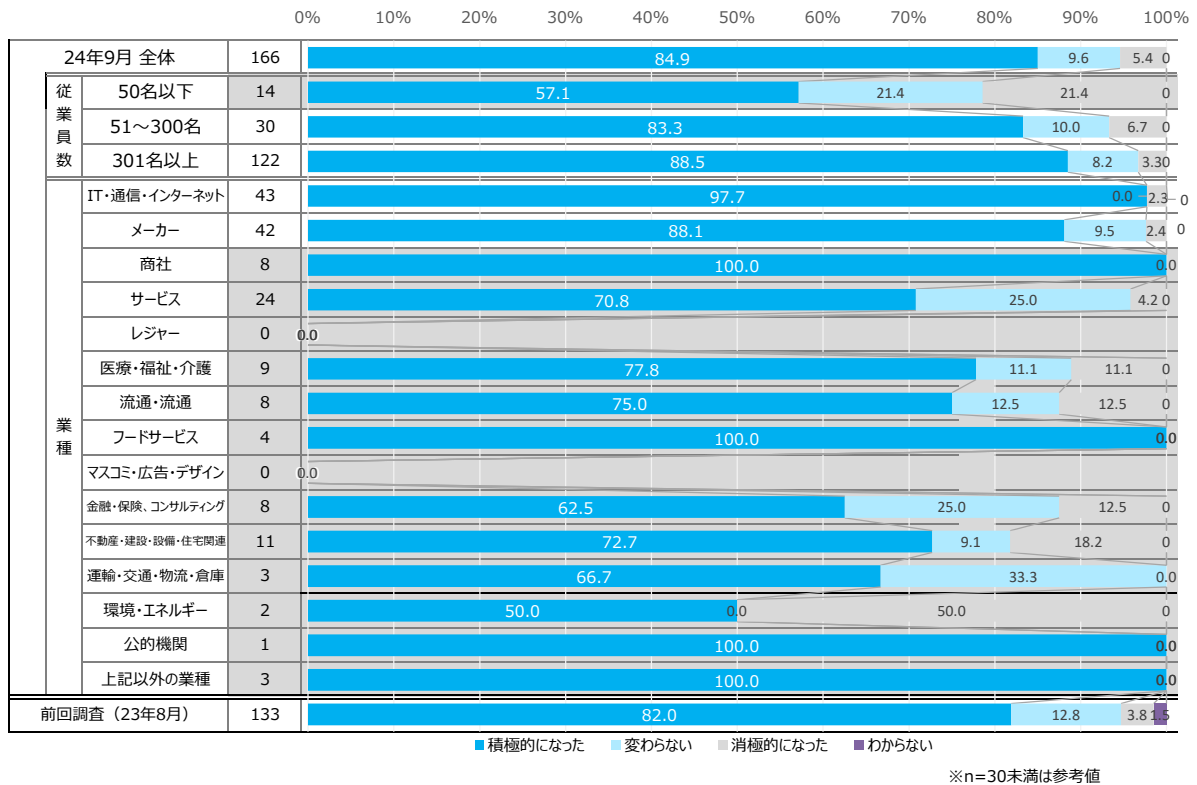 0% 10% 20% 30% 40% 50% 60% 70% 80% 90% 100%
24年9月 全体 166 84.9 9.6 5.4 0
従業員数
50名以下 14 57.1 21.4 21.4 0
51～300名 30 83.3 10.0 6.7 0
301名以上 122 88.5 8.2 3.3 0
業種
IT・通信・インターネット 43 97.7 0.0 2.3 0
メーカー 42 88.1 9.5 2.4 0
商社 8 100.0 0.0
サービス 24 70.8 25.0 4.2 0
レジャー 0 0.0
医療・福祉・介護 9 77.8 11.1 11.1 0
流通・流通 8 75.0 12.5 12.5 0
フードサービス 4 100.0 0.0
マスコミ・広告・デザイン 0 0.0
金融・保険、コンサルティング 8 62.5 25.0 12.5 0
不動産・建設・設備・住宅関連 11 72.7 9.1 18.2 0
運輸・交通・物流・倉庫 3 66.7 33.3 0.0
環境・エネルギー 2 50.0 0.0 50.0 0
公的機関 1 100.0 0.0
上記以外の業種 3 100.0 0.0
前回調査（23年8月） 133 82.0 12.8 3.8 1.5
積極的になった 変わらない 消極的になった わからない
※n=30未満は参考値